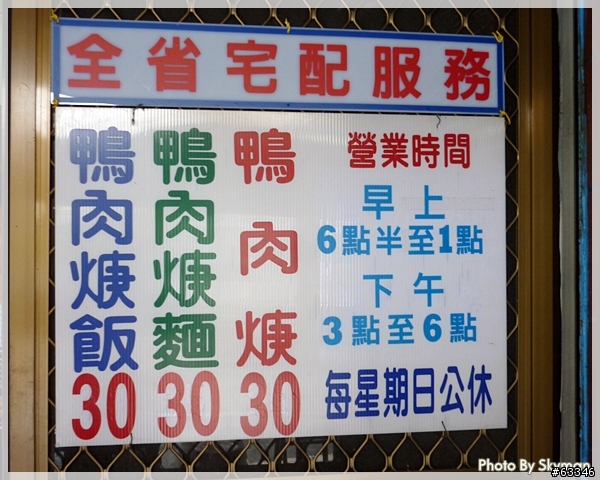 全省宅配服務
鴨肉焿飯
30
鴨肉焿麵
30
鴨肉焿
30
營業時間
早上
6點半至1點
下午
3點至6點
每星期日公休
Photo By Skyman
#63346